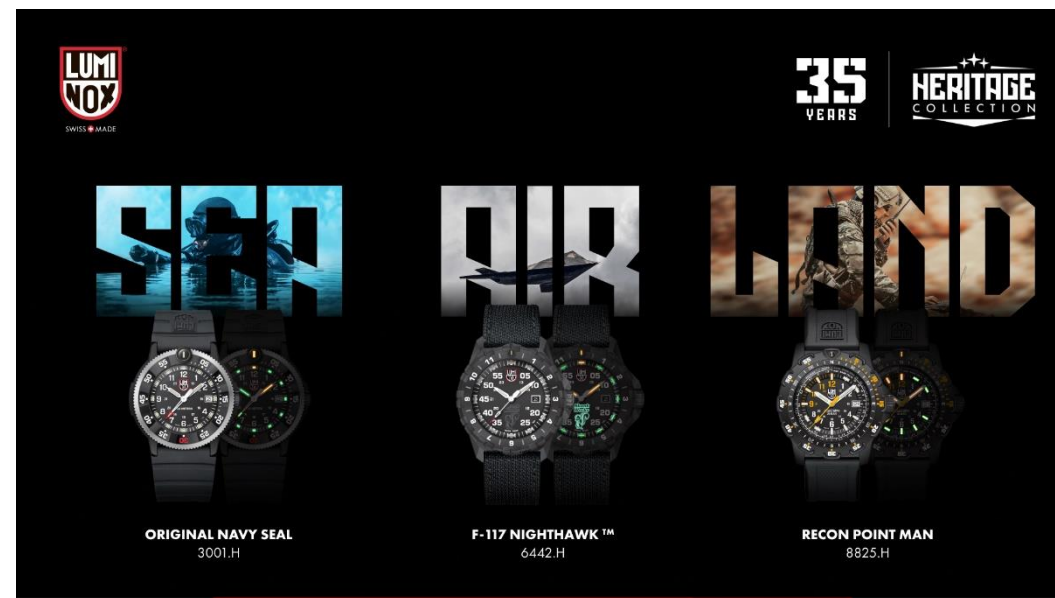 LUMI
NOX
SWISS MADE
35
YEARS
HERITAGE
COLLECTION
SEA
AIR
LAND
ORIGINAL NAVY SEAL
3001.H
F-117 NIGHTHAWK ™
6442.H
RECON POINT MAN
8825.H